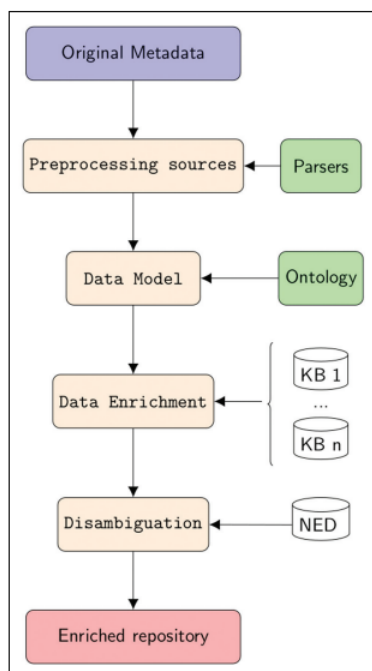 Original Metadata
Preprocessing sources
Parsers
Data Model
Ontology
Data Enrichment
KB 1
...
KB n
Disambiguation
NED
Enriched repository